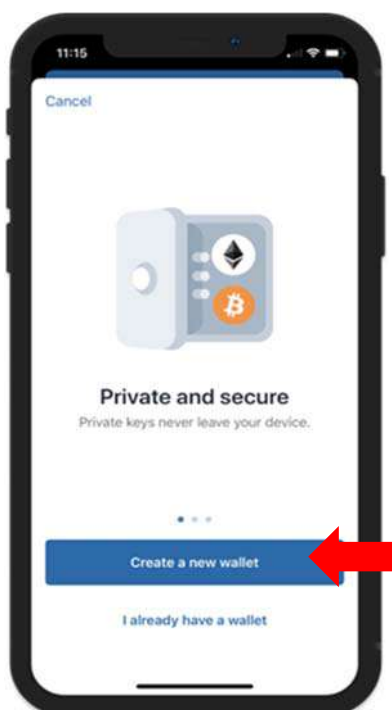 11:15
Cancel
Private and secure
Private keys never leave your device.
Create a new wallet
I already have a wallet